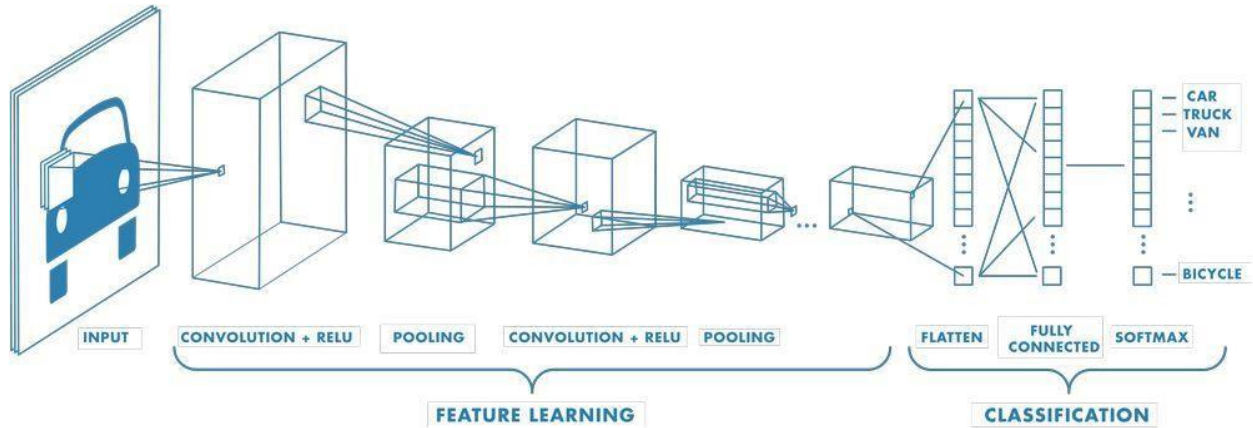 CAR
TRUCK
VAN
BICYCLE
INPUT
CONVOLUTION + RELU
POOLING
CONVOLUTION + RELU
POOLING
FLATTEN
FULLY
CONNECTED
SOFTMAX
FEATURE LEARNING
CLASSIFICATION